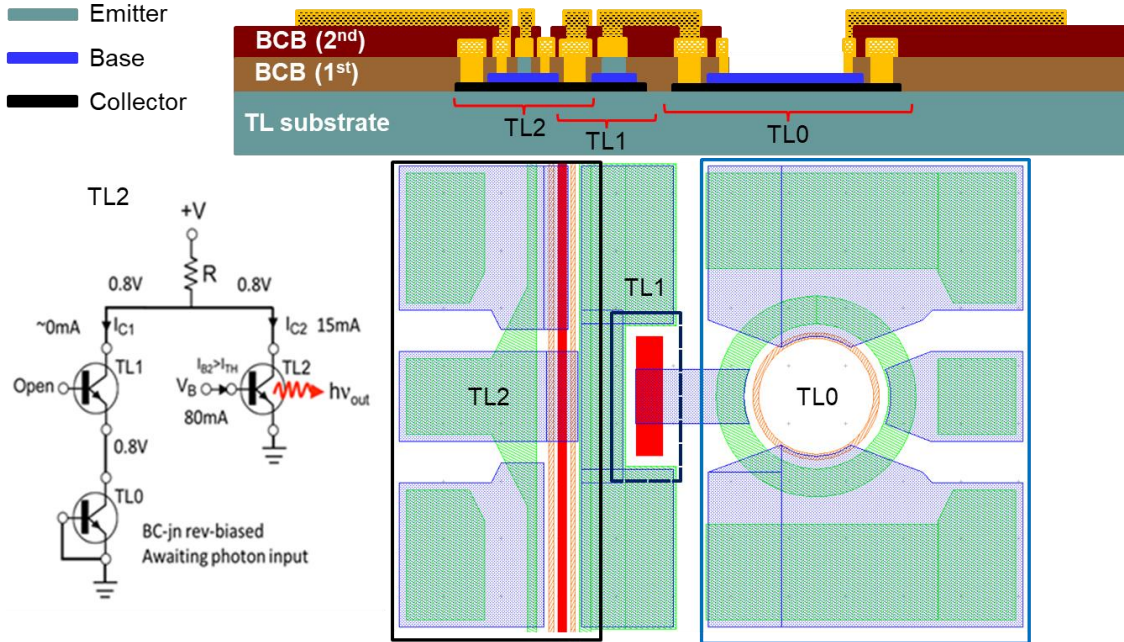 Emitter
Base
Collector
BCB (2nd)
BCB (1st)
TL substrate
TL2
TL1
TL0
TL2
+V
R
0.8V
0.8V
~0mA
IC1
IC2
15mA
TL1
Open
IB2>ITH
TL2
VB
hνout
80mA
0.8V
TL0
BC-jn rev-biased
Awaiting photon input
TL1
TL2
TL0